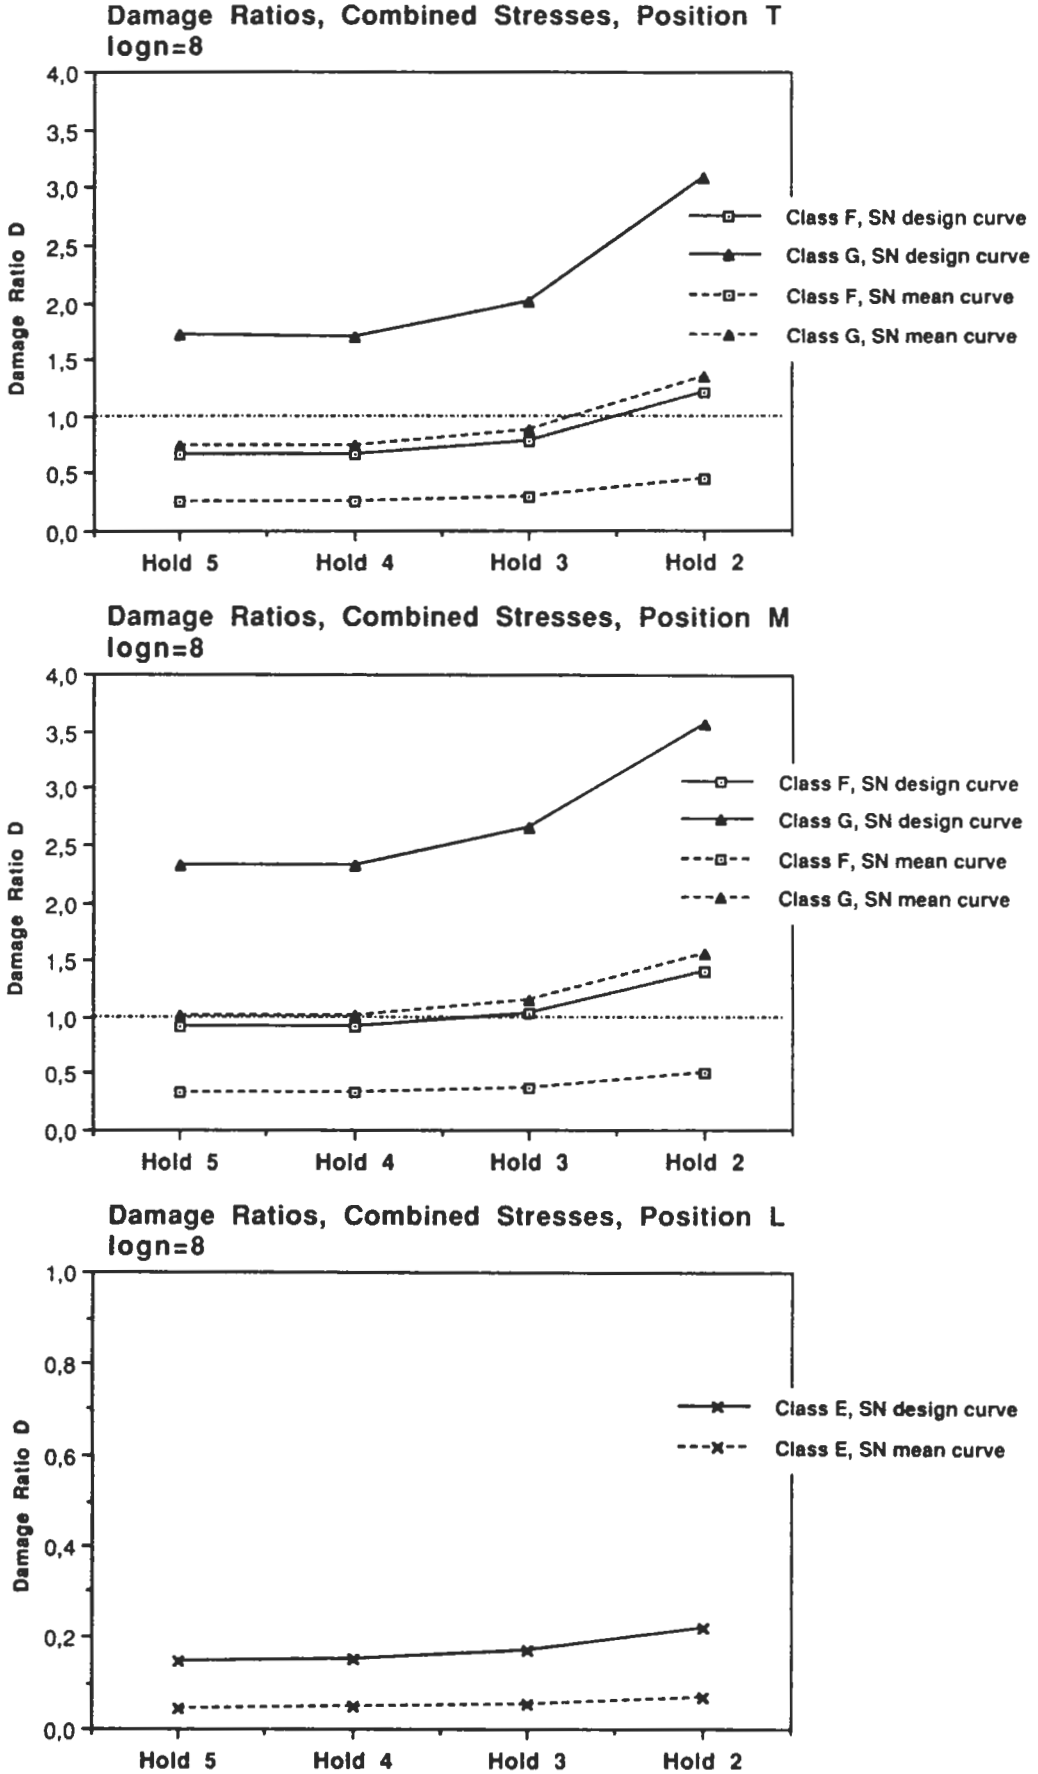 Damage Ratios, Combined Stresses, Position T
logn=8
4,0
3,5
3,0
2,5
2,0
1,5
1,0
0,5
0,0
Damage Ratio D
Class F, SN design curve
Class G, SN design curve
Class F, SN mean curve
Class G, SN mean curve
Hold 5 Hold 4 Hold 3 Hold 2
Damage Ratios, Combined Stresses, Position M
logn=8
4,0
3,5
3,0
2,5
2,0
1,5
1,0
0,5
0,0
Damage Ratio D
Class F, SN design curve
Class G, SN design curve
Class F, SN mean curve
Class G, SN mean curve
Hold 5 Hold 4 Hold 3 Hold 2
Damage Ratios, Combined Stresses, Position L
logn=8
1,0
0,8
0,6
0,4
0,2
0,0
Damage Ratio D
Class E, SN design curve
Class E, SN mean curve
Hold 5 Hold 4 Hold 3 Hold 2